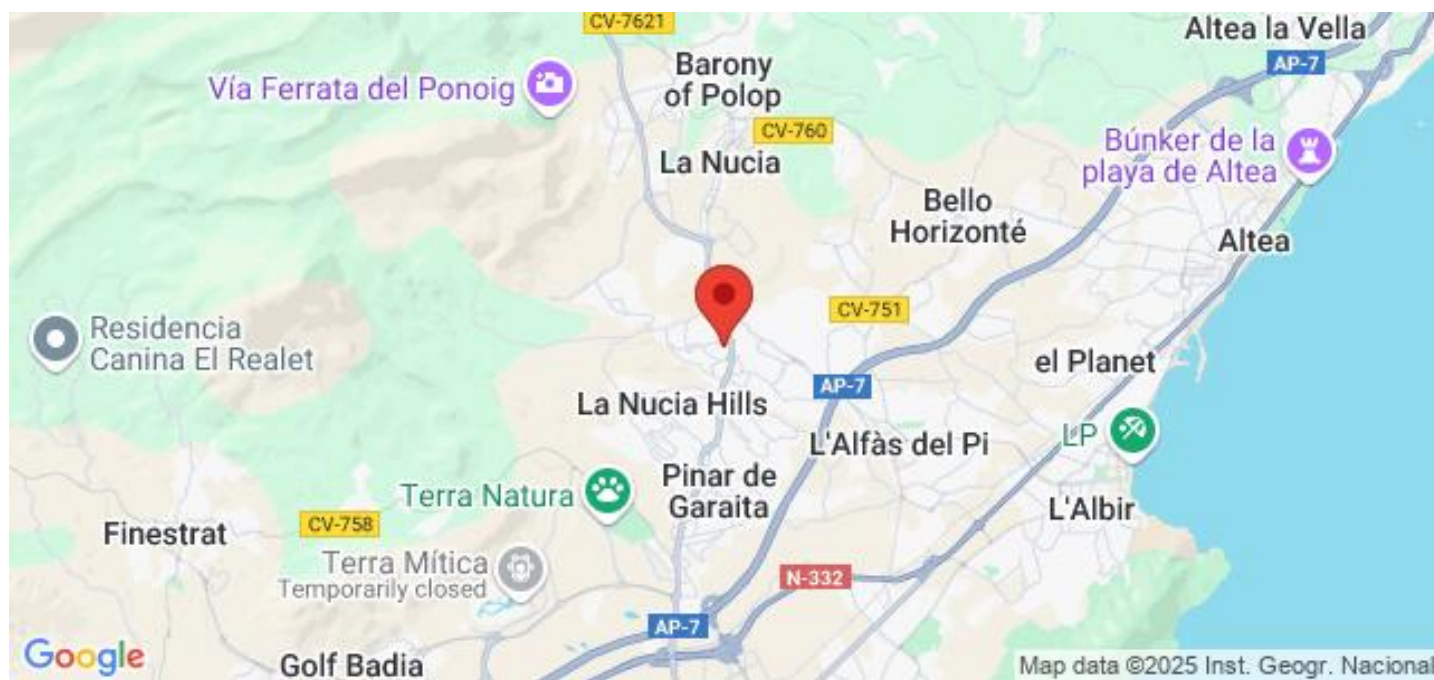 CV-7621
Altea la Vella
Barony
of Polop
AP-7
Vía Ferrata del Ponoig
CV-760
Búnker de la
playa de Altea
La Nucia
Bello
Horizonté
Altea
CV-751
Residencia
Canina El Realet
el Planet
AP-7
La Nucia Hills
L'Alfàs del Pi
LP
Pinar de
Garaita
Terra Natura
L'Albir
CV-758
Finestrat
Terra Mítica
Temporarily closed
N-332
AP-7
Google
Golf Badia
Map data ©2025 Inst. Geogr. Nacional